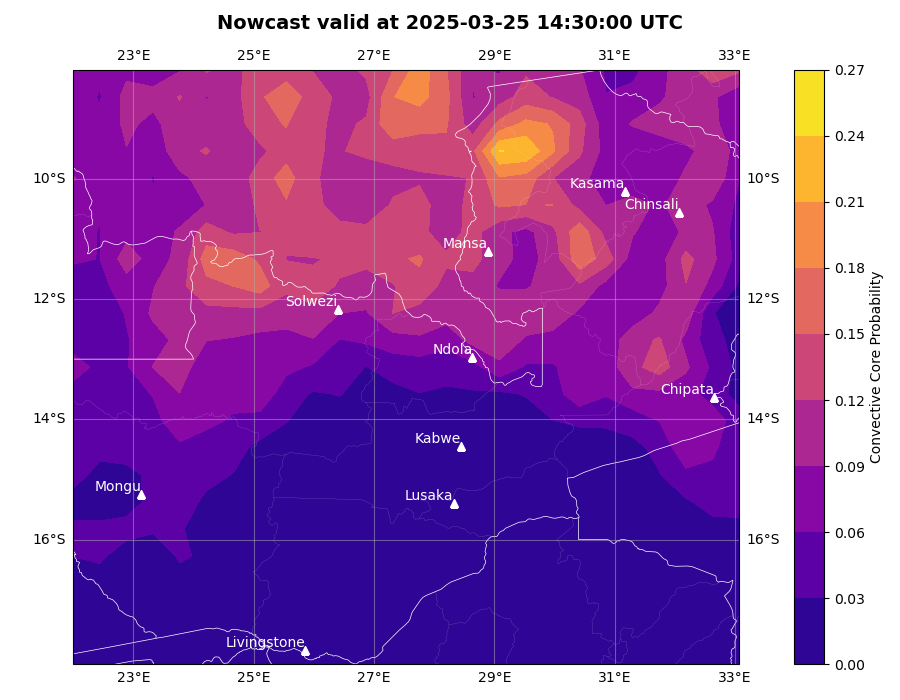 Nowcast valid at 2025-03-25 14:30:00 UTC
23°E 25°E 27°E 29°E 31°E 33°E
0.27
0.24
0.21
0.18
0.15
0.12
0.09
0.06
0.03
0.00
Convective Core Probability
10°S 10°S
12°S 12°S
14°S 14°S
16°S 16°S
Kasama
Chinsali
Mansa
Solwezi
Ndola
Chipata
Kabwe
Mongu
Lusaka
Livingstone
23°E 25°E 27°E 29°E 31°E 33°E